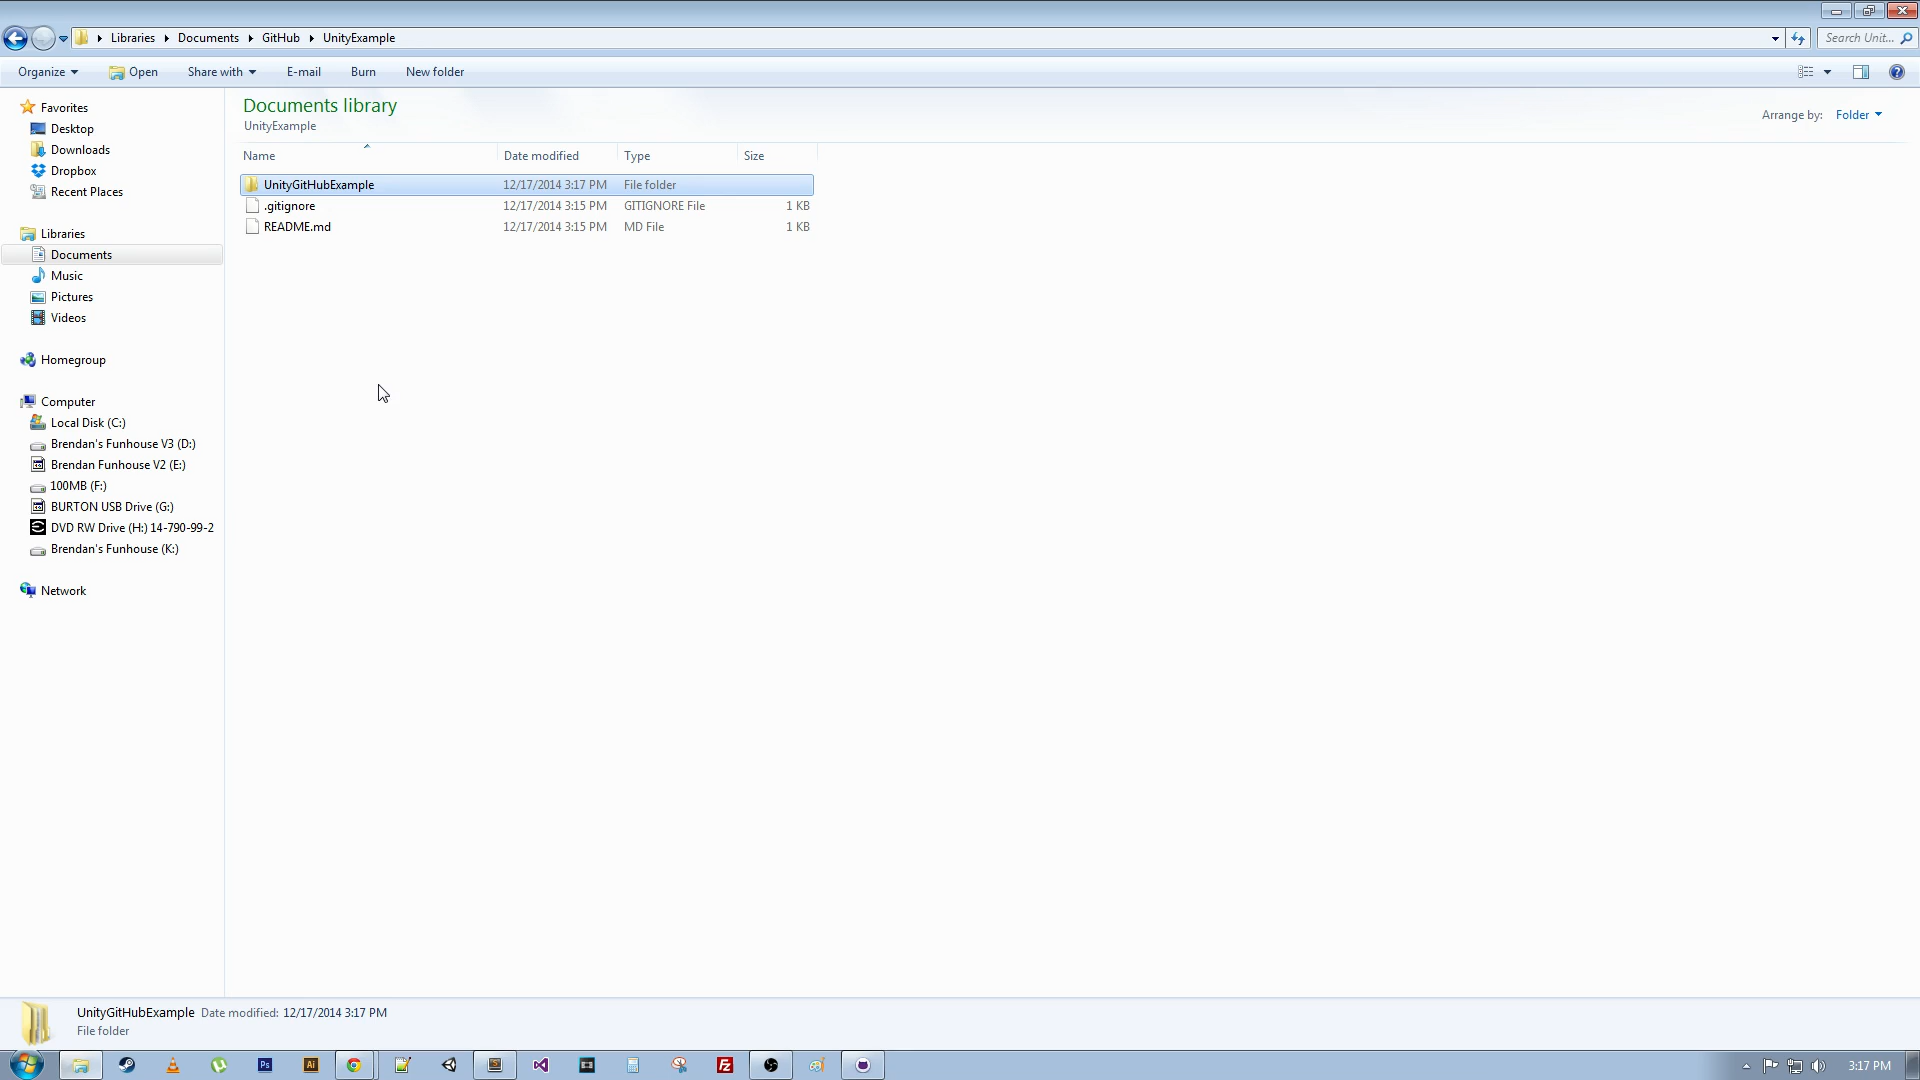 Libraries Documents GitHub UnityExample
Search Unit...
Organize Open Share with E-mail Burn New folder
Favorites
Desktop
Downloads
Dropbox
Recent Places
Libraries
Documents
Music
Pictures
Videos
Homegroup
Computer
Local Disk (C:)
Brendan's Funhouse V3 (D:)
Brendan Funhouse V2 (E:)
100MB (F:)
BURTON USB Drive (G:)
DVD RW Drive (H:) 14-790-99-2
Brendan's Funhouse (K:)
Network
Documents library
UnityExample
Arrange by: Folder
Name Date modified Type Size
UnityGitHubExample 12/17/2014 3:17 PM File folder
.gitignore 12/17/2014 3:15 PM GITIGNORE File 1 KB
README.md 12/17/2014 3:15 PM MD File 1 KB
UnityGitHubExample Date modified: 12/17/2014 3:17 PM
File folder
Ps
Ai
Fz
3:17 PM